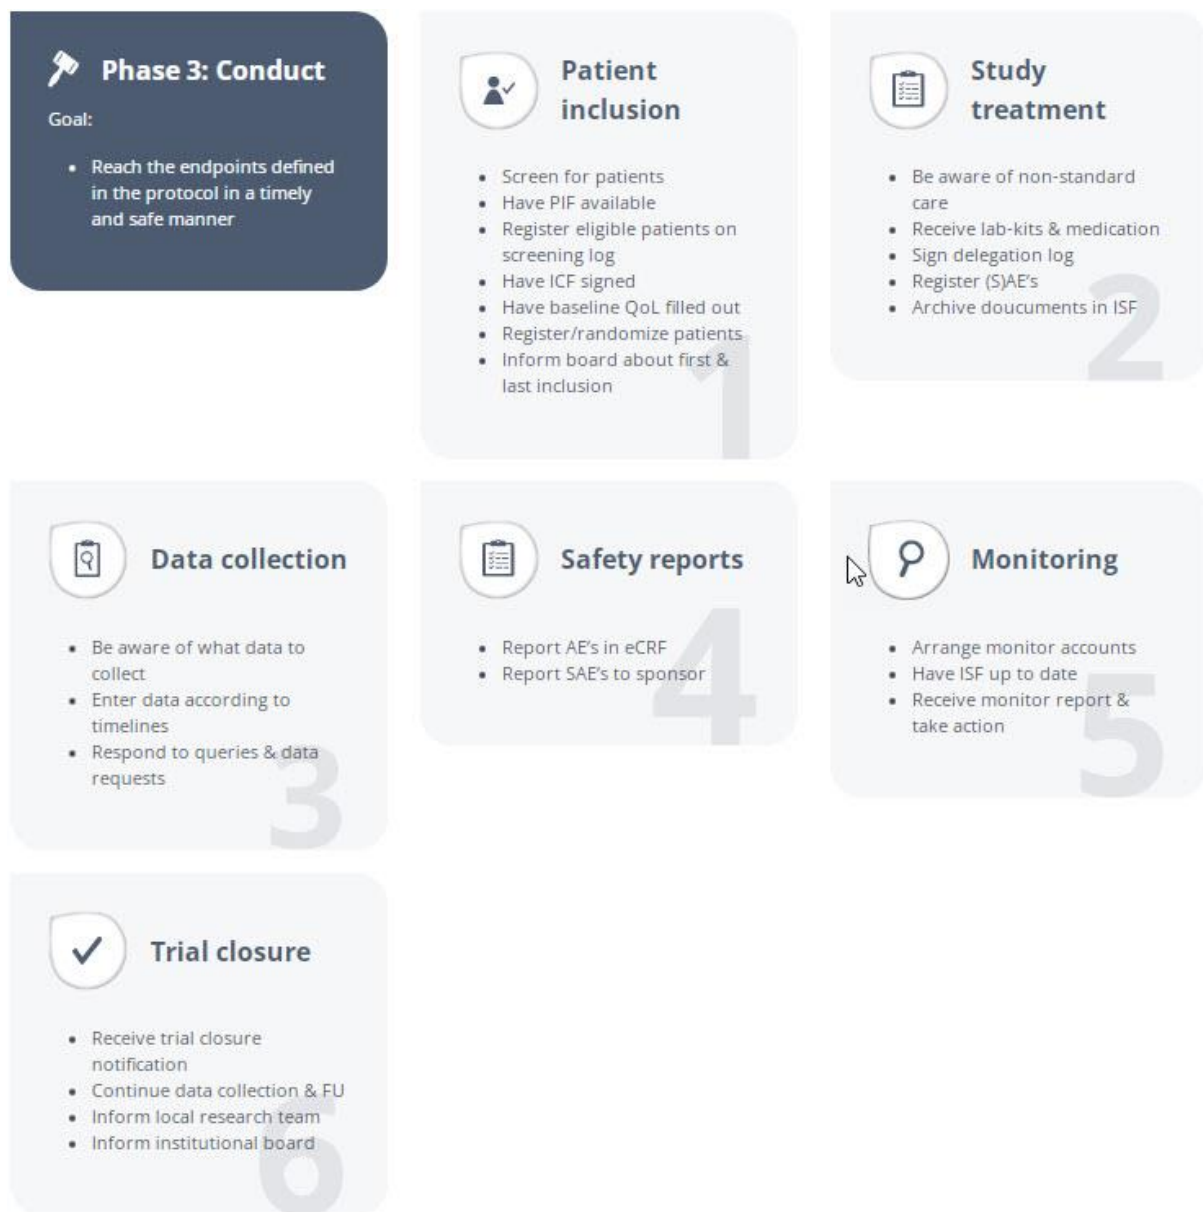 Phase 3: Conduct
Goal:
• Reach the endpoints defined
in the protocol in a timely
and safe manner
Patient
inclusion
• Screen for patients
• Have PIF available
• Register eligible patients on
screening log
• Have ICF signed
• Have baseline QoL filled out
• Register/randomize patients
• Inform board about first &
last inclusion
1
Study
treatment
• Be aware of non-standard
care
• Receive lab-kits & medication
• Sign delegation log
• Register (S)AE's
• Archive doucuments in ISF
2
Data collection
• Be aware of what data to
collect
• Enter data according to
timelines
• Respond to queries & data
requests
3
Safety reports
• Report AE's in eCRF
• Report SAE's to sponsor
4
Monitoring
• Arrange monitor accounts
• Have ISF up to date
• Receive monitor report &
take action
5
Trial closure
• Receive trial closure
notification
• Continue data collection & FU
• Inform local research team
• Inform institutional board
6